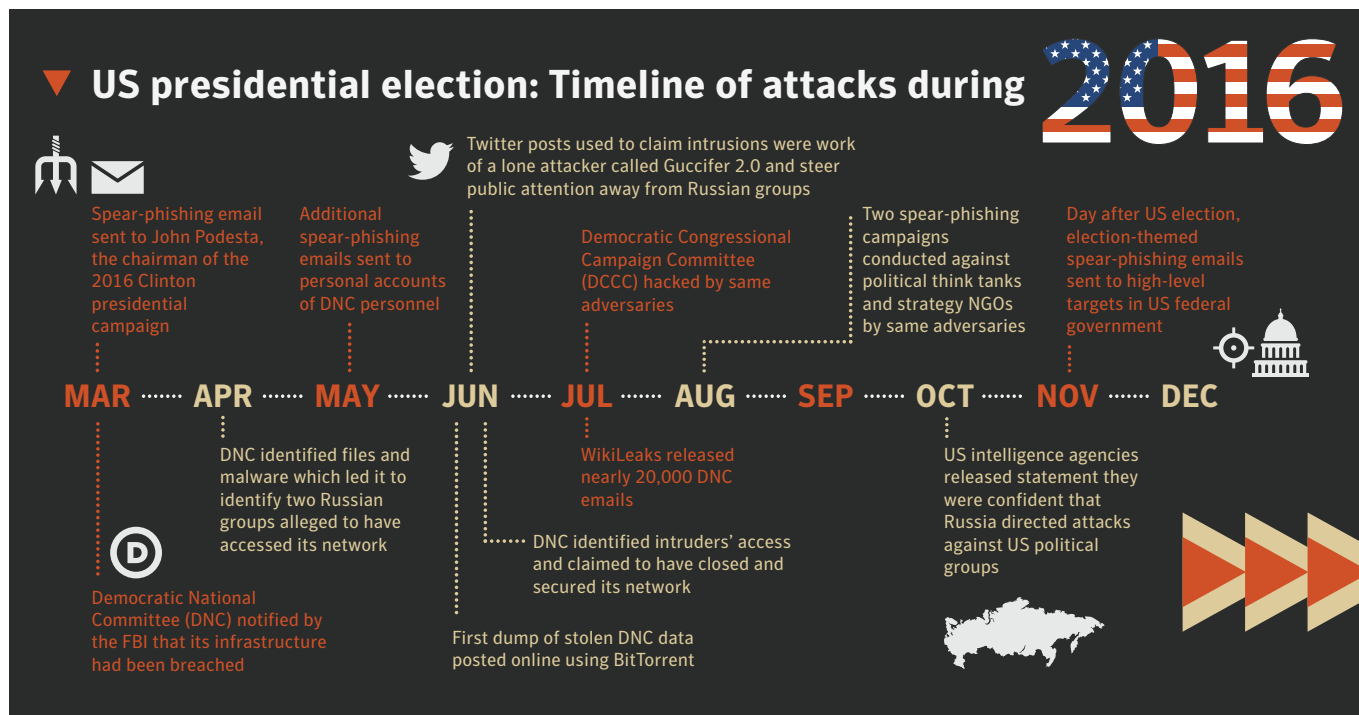 US presidential election: Timeline of attacks during 2016
Twitter posts used to claim intrusions were work
of a lone attacker called Guccifer 2.0 and steer
public attention away from Russian groups
Spear-phishing email
sent to John Podesta,
the chairman of the
2016 Clinton
presidential
campaign
Additional
spear-phishing
emails sent to
personal accounts
of DNC personnel
Democratic Congressional
Campaign Committee
(DCCC) hacked by same
adversaries
Two spear-phishing
campaigns
conducted against
political think tanks
and strategy NGOs
by same adversaries
Day after US election,
election-themed
spear-phishing emails
sent to high-level
targets in US federal
government
MAR APR MAY JUN JUL AUG SEP OCT NOV DEC
DNC identified files and
malware which led it to
identify two Russian
groups alleged to have
accessed its network
WikiLeaks released
nearly 20,000 DNC
emails
US intelligence agencies
released statement they
were confident that
Russia directed attacks
against US political
groups
D
DNC identified intruders’ access
and claimed to have closed and
secured its network
Democratic National
Committee (DNC) notified by
the FBI that its infrastructure
had been breached
First dump of stolen DNC data
posted online using BitTorrent